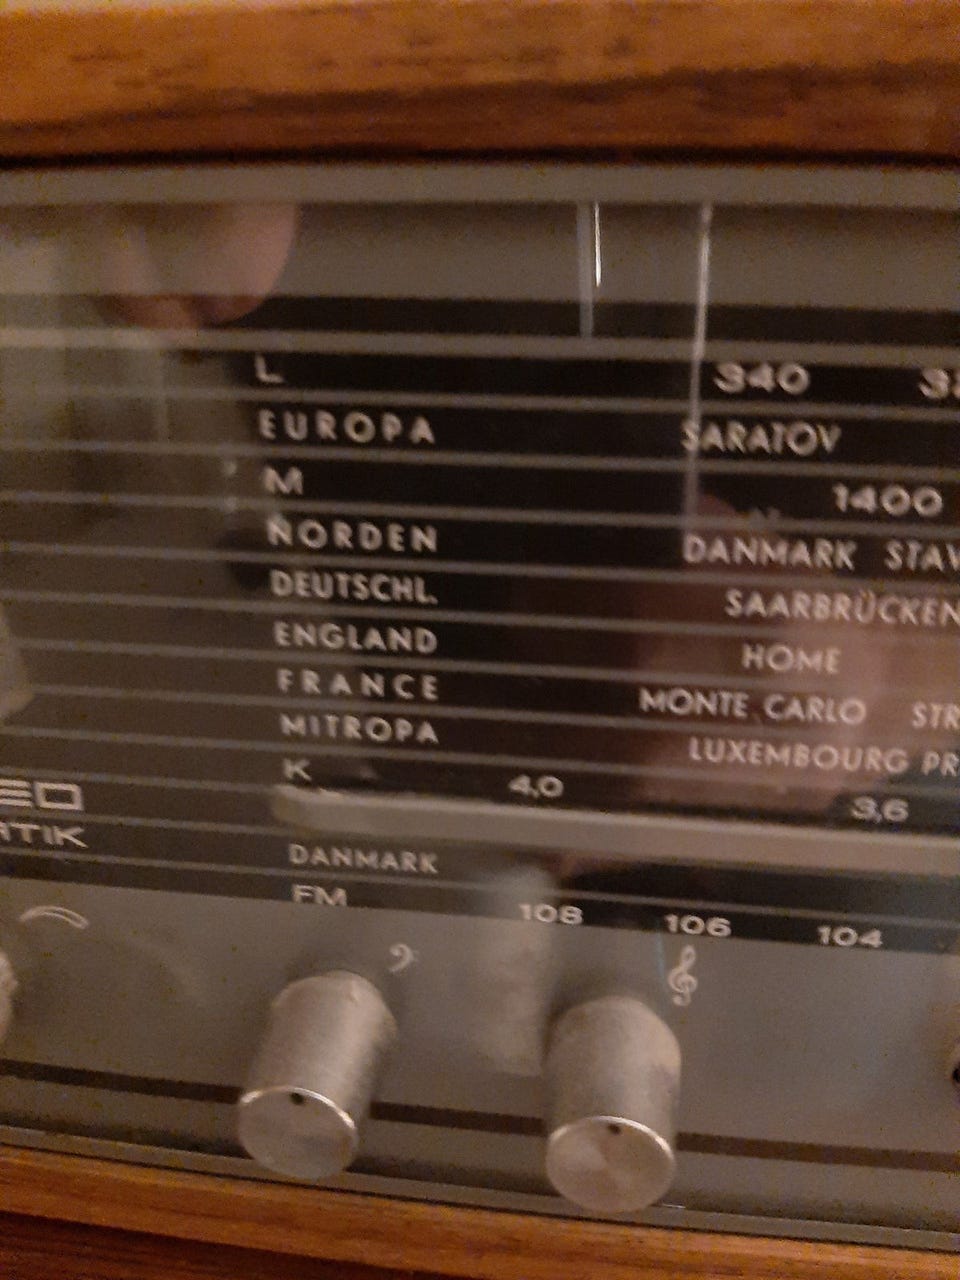 L 340
EUROPA SARATOV
M 1400
NORDEN DANMARK
DEUTSCHL. SAARBRÜCKEN
ENGLAND HOME
FRANCE MONTE CARLO
MITROPA LUXEMBOURG
K 4,0 3,6
DANMARK
FM 108 106 104